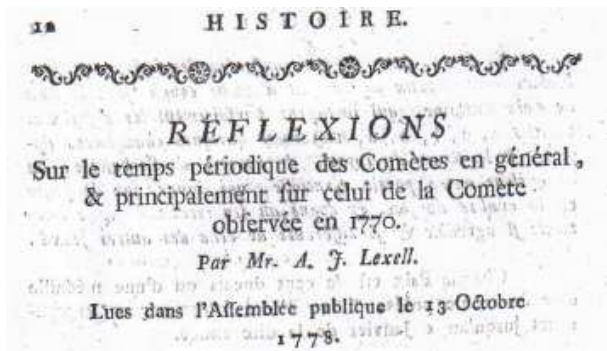 12 HISTOIRE.
REFLEXIONS
Sur le temps périodique des Comètes en général,
& principalement ſur celui de la Comète
obſervée en 1770.
Par Mr. A. J. Lexell.
Lues dans l'Aſſemblée publique le 13 Octobre
1778.